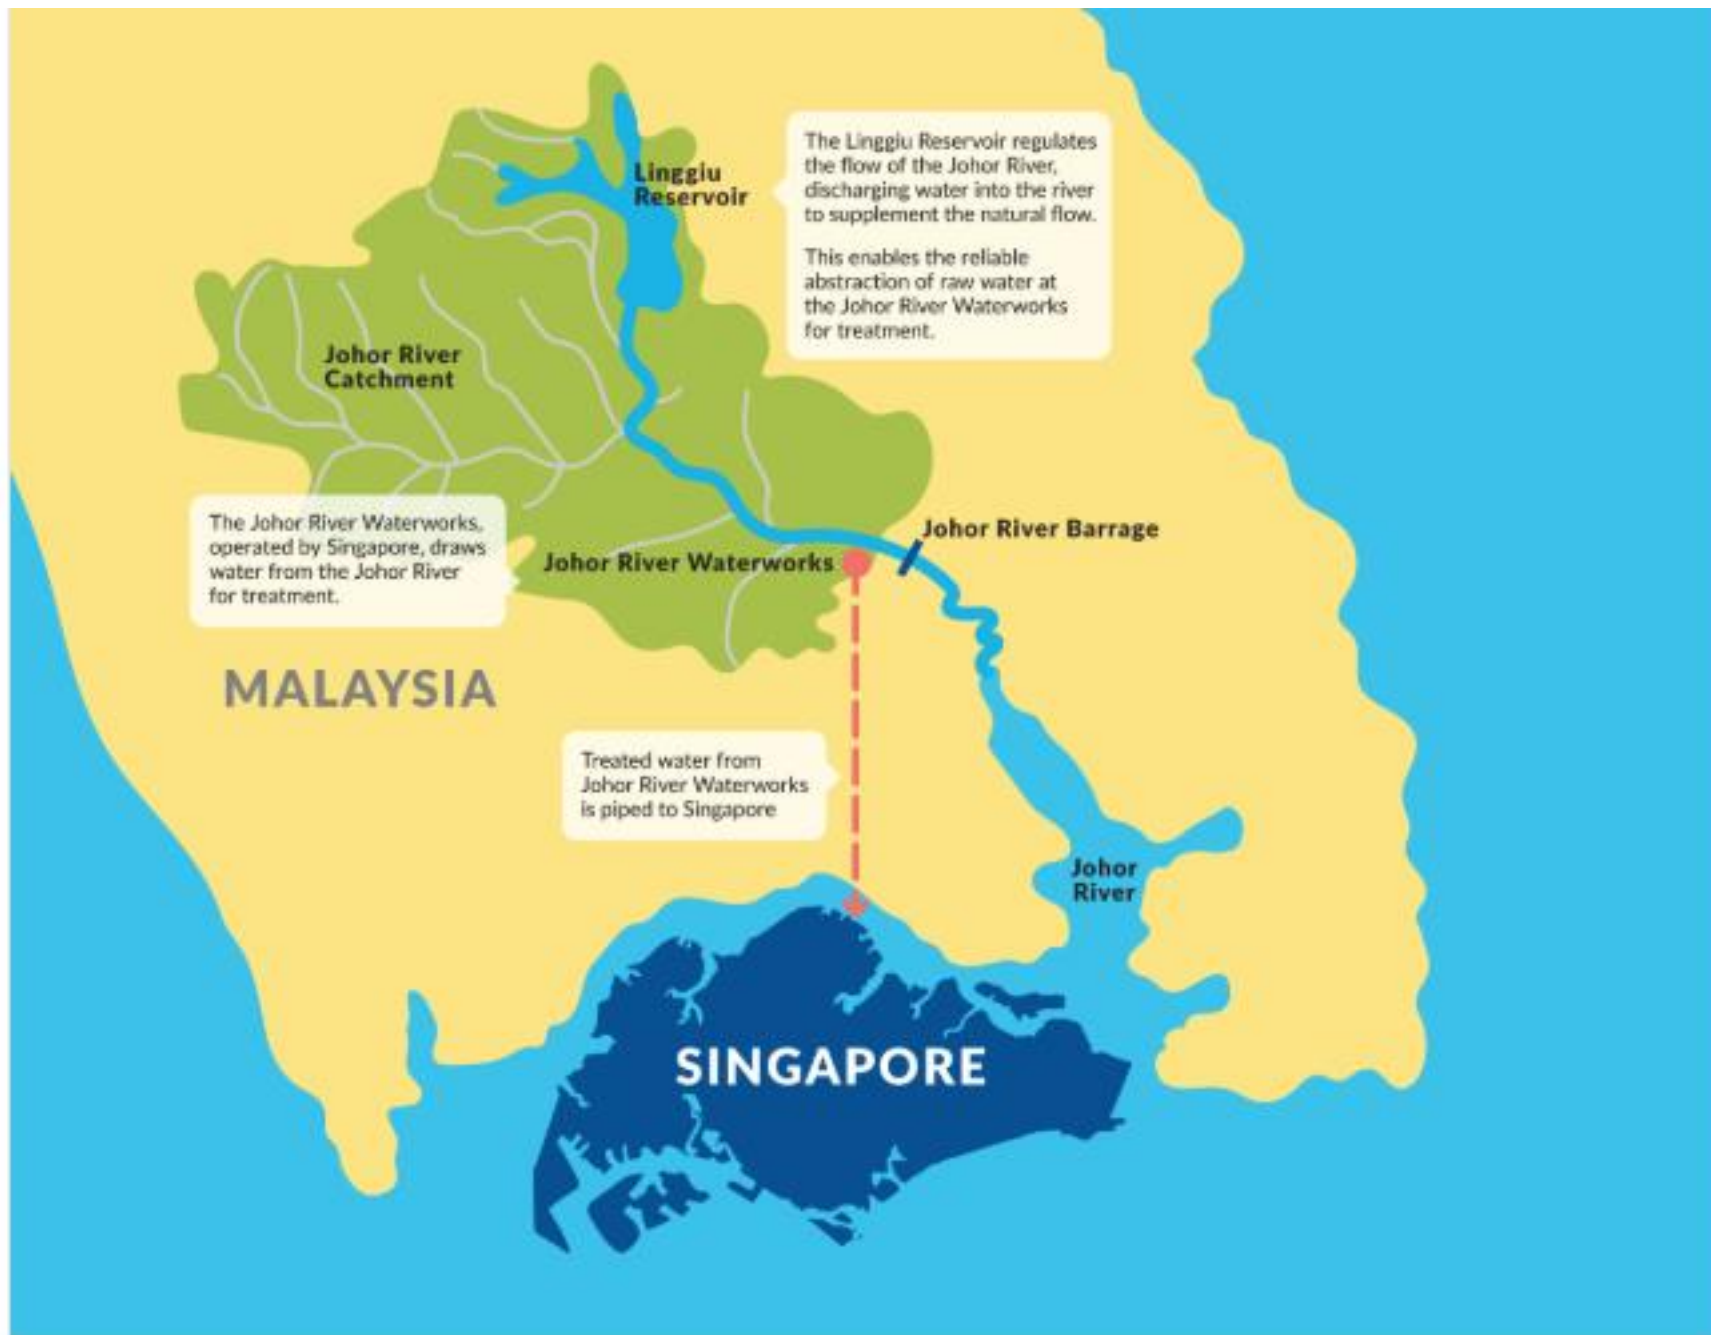 Linggiu
Reservoir
The Linggiu Reservoir regulates
the flow of the Johor River,
discharging water into the river
to supplement the natural flow.
This enables the reliable
abstraction of raw water at
the Johor River Waterworks
for treatment.
Johor River
Catchment
The Johor River Waterworks,
operated by Singapore, draws
water from the Johor River
for treatment.
Johor River Barrage
Johor River Waterworks
MALAYSIA
Treated water from
Johor River Waterworks
is piped to Singapore
Johor
River
SINGAPORE